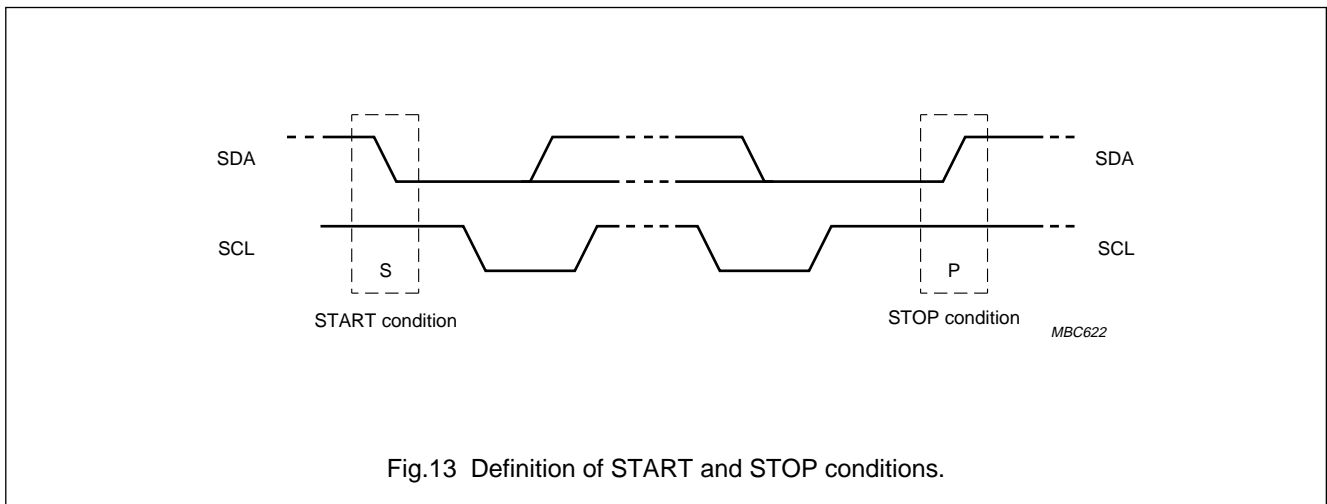 SDA
SDA
SCL
SCL
S
P
START condition
STOP condition
MBC622
Fig.13 Definition of START and STOP conditions.